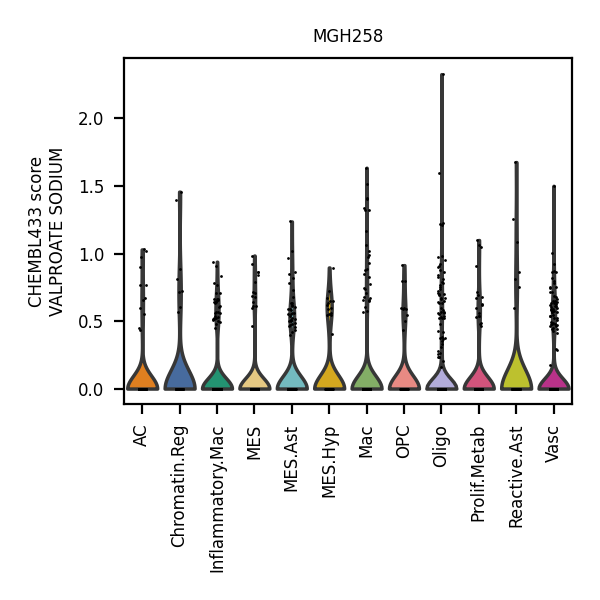 MGH258
CHEMBL433 score
VALPROATE SODIUM
2.0
1.5
1.0
0.5
0.0
AC
Chromatin.Reg
Inflammatory.Mac
MES
MES.Ast
MES.Hyp
Mac
OPC
Oligo
Prolif.Metab
Reactive.Ast
Vasc